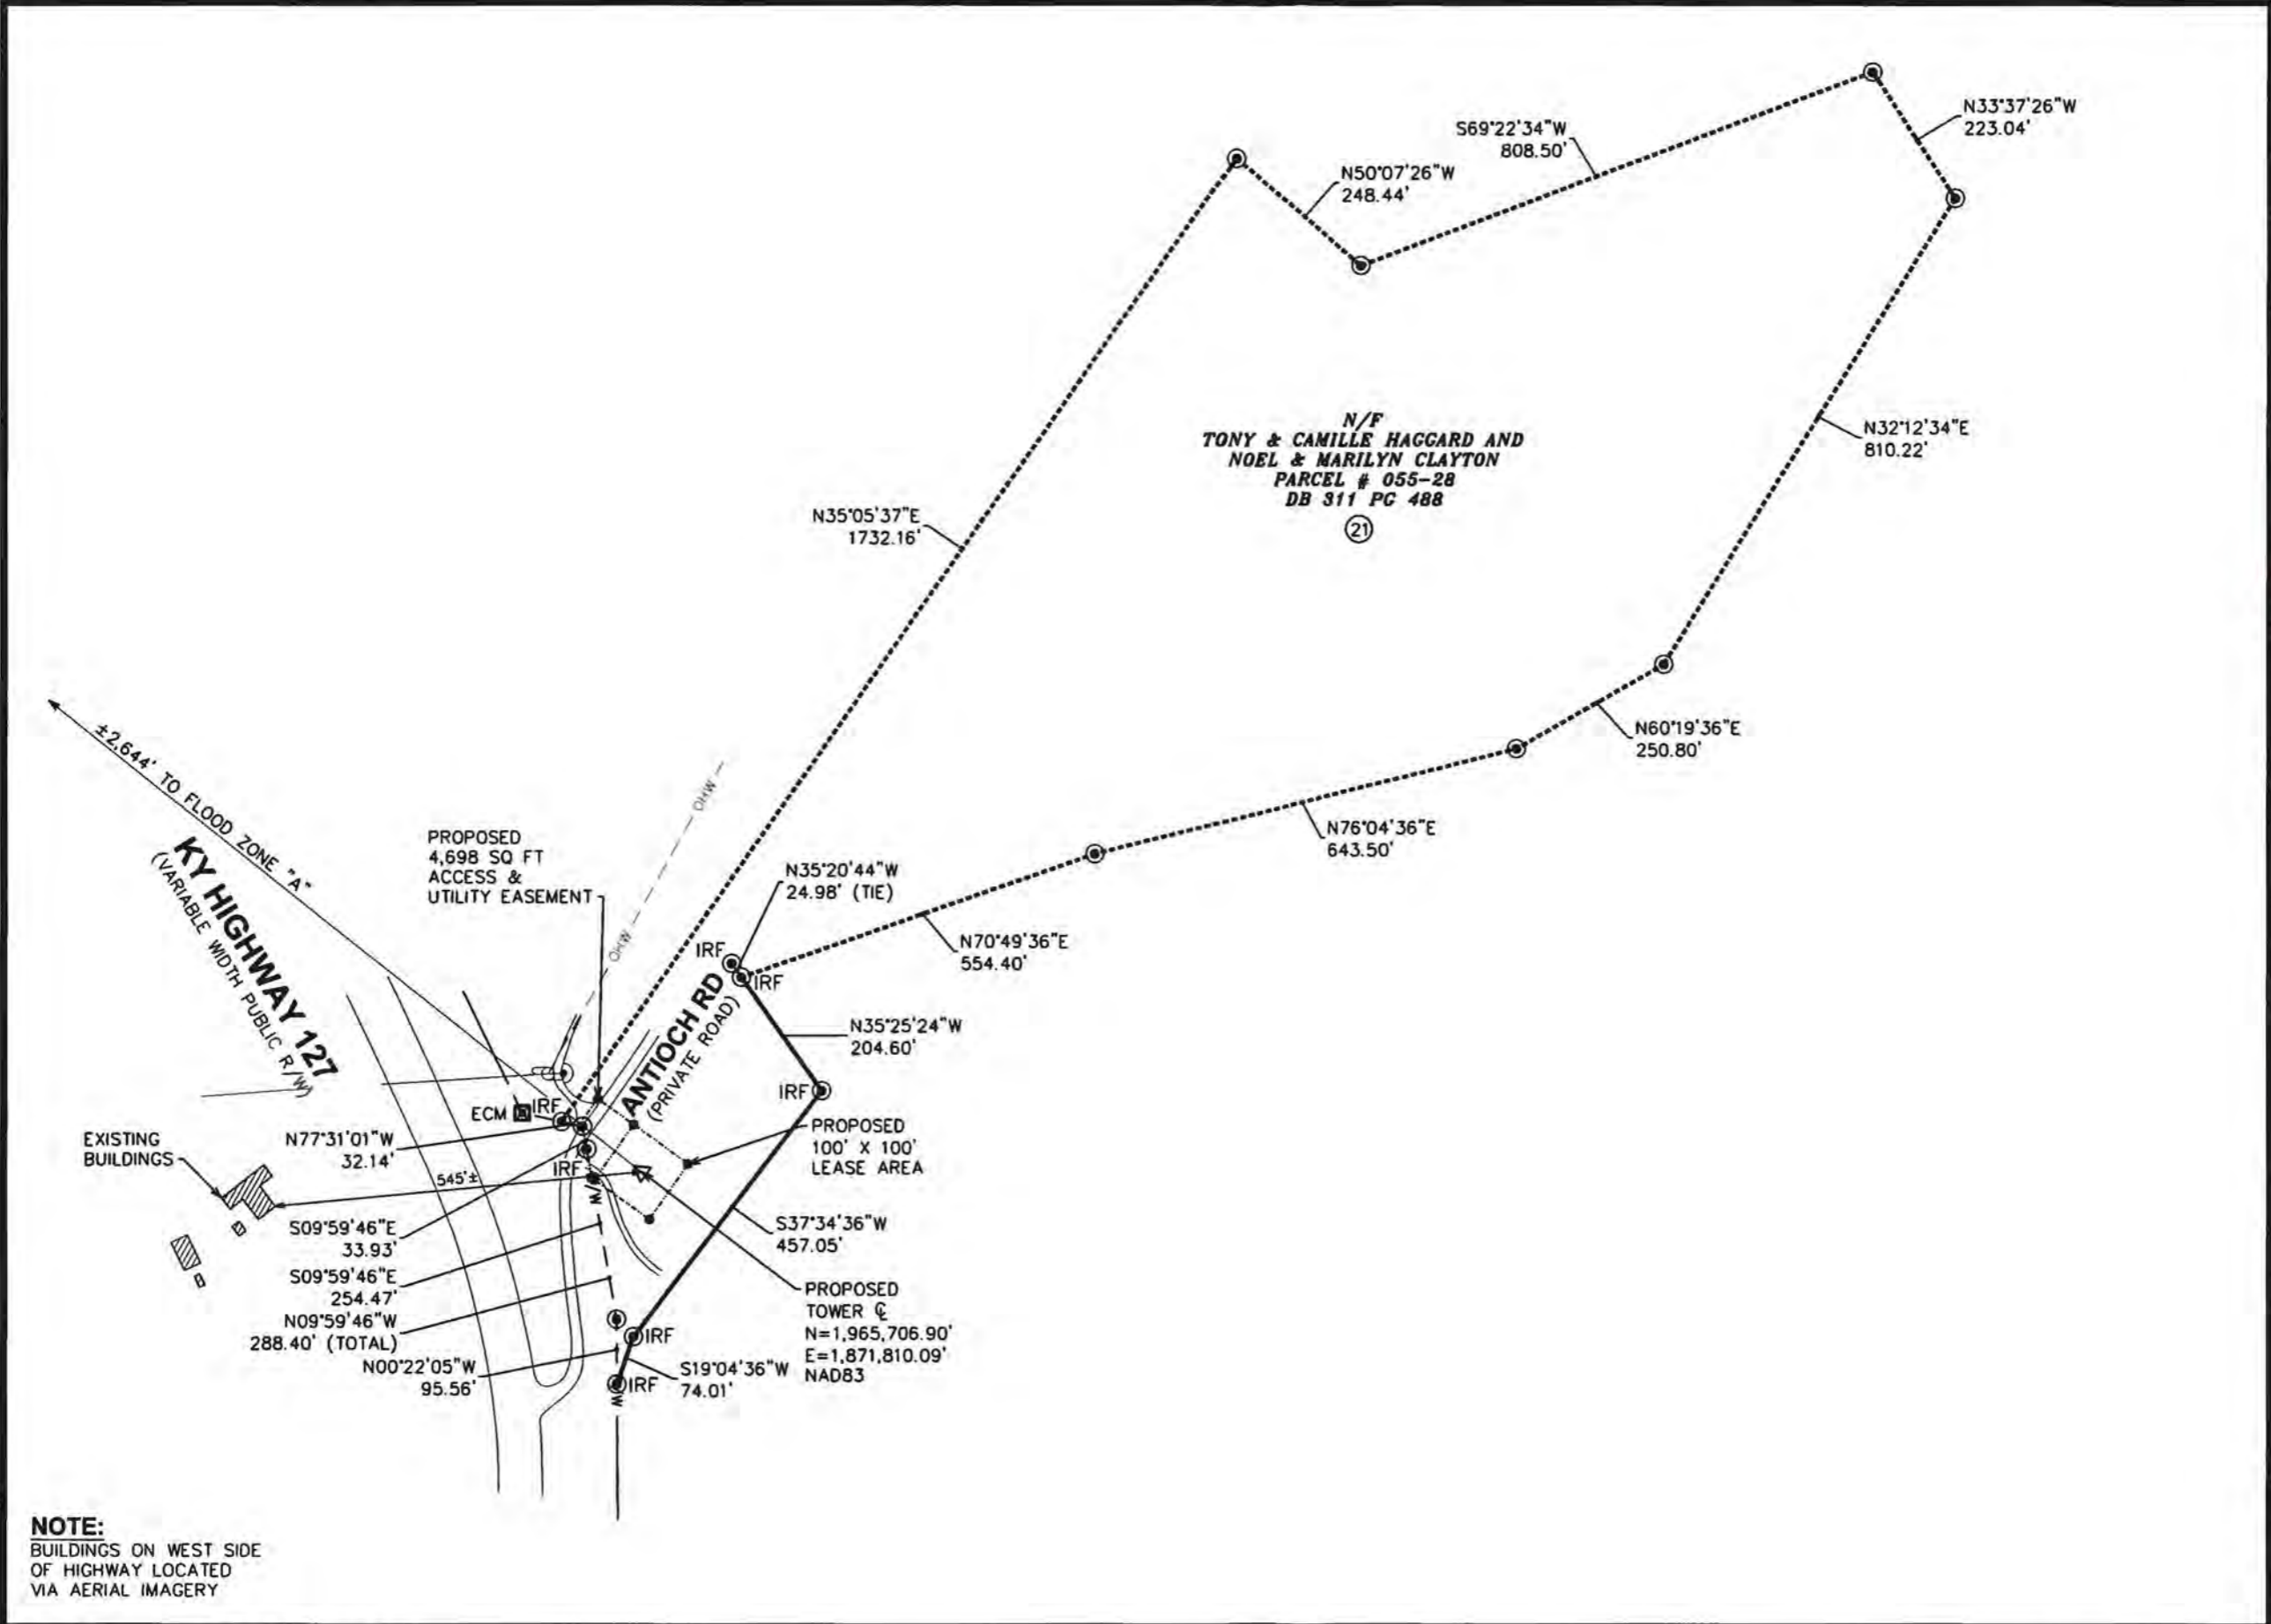 N33°37'26"W
223.04'
S69°22'34"W
808.50'
N50°07'26"W
248.44'
N/F
TONY & CAMILLE HAGGARD AND
NOEL & MARILYN CLAYTON
PARCEL # 055-28
DB 311 PG 488
21
N32°12'34"E
810.22'
N35°05'37"E
1732.16'
N60°19'36"E
250.80'
±2,644' TO FLOOD ZONE "A"
KY HIGHWAY 127
(VARIABLE WIDTH PUBLIC R/W)
OHW
OHW
PROPOSED
4,698 SQ FT
ACCESS &
UTILITY EASEMENT
N76°04'36"E
643.50'
N35°20'44"W
24.98' (TIE)
IRF
IRF
N70°49'36"E
554.40'
ANTIOCH RD
(PRIVATE ROAD)
N35°25'24"W
204.60'
IRF
ECM
IRF
PROPOSED
100' X 100'
LEASE AREA
EXISTING
BUILDINGS
N77°31'01"W
32.14'
IRF
545'±
R/W
S09°59'46"E
33.93'
S37°34'36"W
457.05'
S09°59'46"E
254.47'
PROPOSED
TOWER ℄
N=1,965,706.90'
E=1,871,810.09'
NAD83
N09°59'46"W
288.40' (TOTAL)
IRF
N00°22'05"W
95.56'
S19°04'36"W
74.01'
IRF
NOTE:
BUILDINGS ON WEST SIDE
OF HIGHWAY LOCATED
VIA AERIAL IMAGERY